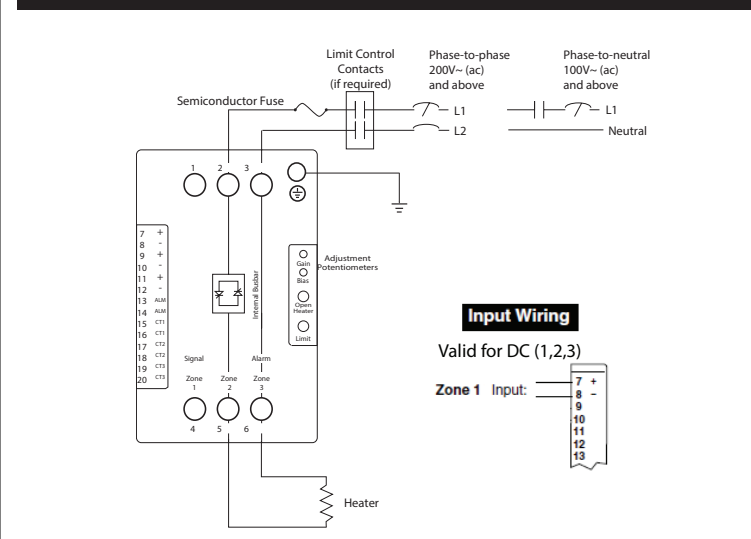 Limit Control
Contacts
(if required)
Phase-to-phase
200V~ (ac)
and above
Phase-to-neutral
100V~ (ac)
and above
Semiconductor Fuse
L1
L2
L1
Neutral
1 2 3
7 +
8 -
9 +
10 -
11 +
12 -
13 ALM
14 ALM
15 CT1
16 CT1
17 CT2
18 CT2
19 CT3
20 CT3
Internal Busbar
Gain
Bias
Open
Heater
Limit
Adjustment
Potentiometers
Signal
Alarm
Zone
1
Zone
2
Zone
3
4 5 6
Heater
Input Wiring
Valid for DC (1,2,3)
Zone 1 Input:
7 +
8 –
9
10
11
12
13